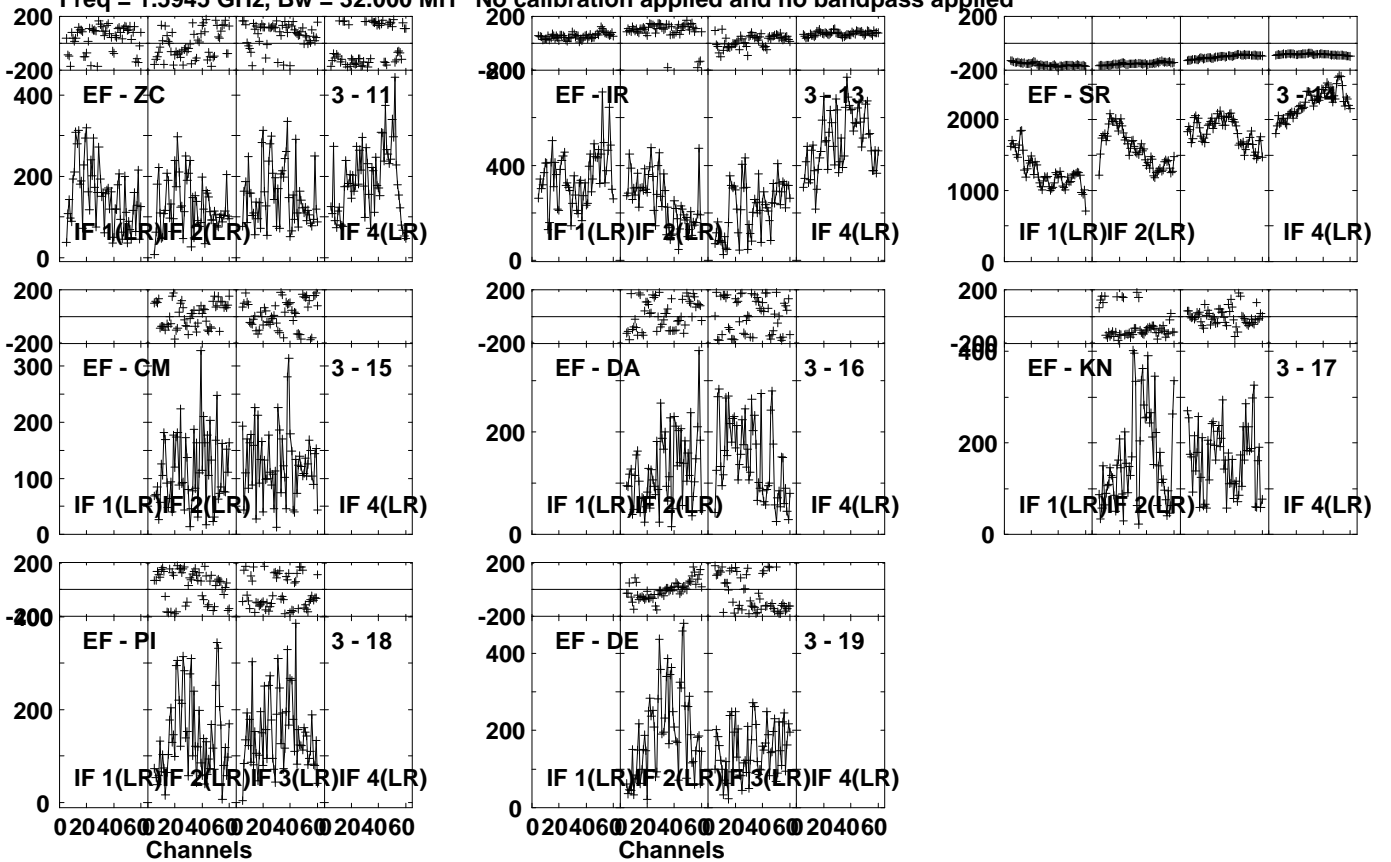 Freq = 1.5945 GHz, Bw = 32.000 MH No calibration applied and no bandpass applied
200
-200
EF - ZC 3 - 11
400
200
0
IF 1(LR) IF 2(LR) IF 4(LR)
200
-200
800
EF - IR 3 - 13
400
0
IF 1(LR) IF 2(LR) IF 4(LR)
200
-200
EF - SR 3 - 14
2000
1000
0
IF 1(LR) IF 2(LR) IF 4(LR)
200
-200
EF - CM 3 - 15
300
200
100
0
IF 1(LR) IF 2(LR) IF 4(LR)
200
-200
EF - DA 3 - 16
200
0
IF 1(LR) IF 2(LR) IF 4(LR)
200
-200
400
EF - KN 3 - 17
200
0
IF 1(LR) IF 2(LR) IF 4(LR)
200
-200
400
EF - PI 3 - 18
200
0
IF 1(LR) IF 2(LR) IF 3(LR) IF 4(LR)
0 20 40 60 0 20 40 60 0 20 40 60 0 20 40 60
Channels
200
-200
EF - DE 3 - 19
400
200
0
IF 1(LR) IF 2(LR) IF 3(LR) IF 4(LR)
0 20 40 60 0 20 40 60 0 20 40 60 0 20 40 60
Channels